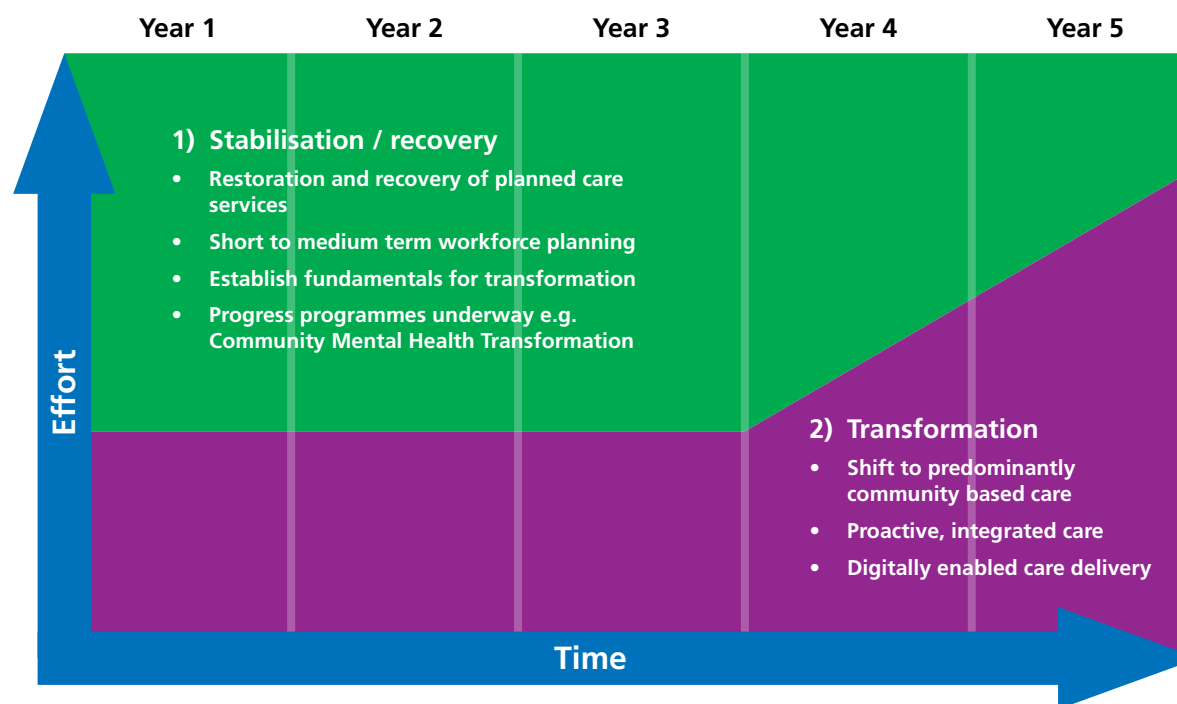 Year 1 Year 2 Year 3 Year 4 Year 5
1) Stabilisation / recovery
• Restoration and recovery of planned care
services
• Short to medium term workforce planning
• Establish fundamentals for transformation
• Progress programmes underway e.g.
Community Mental Health Transformation
Effort
2) Transformation
• Shift to predominantly
community based care
• Proactive, integrated care
• Digitally enabled care delivery
Time